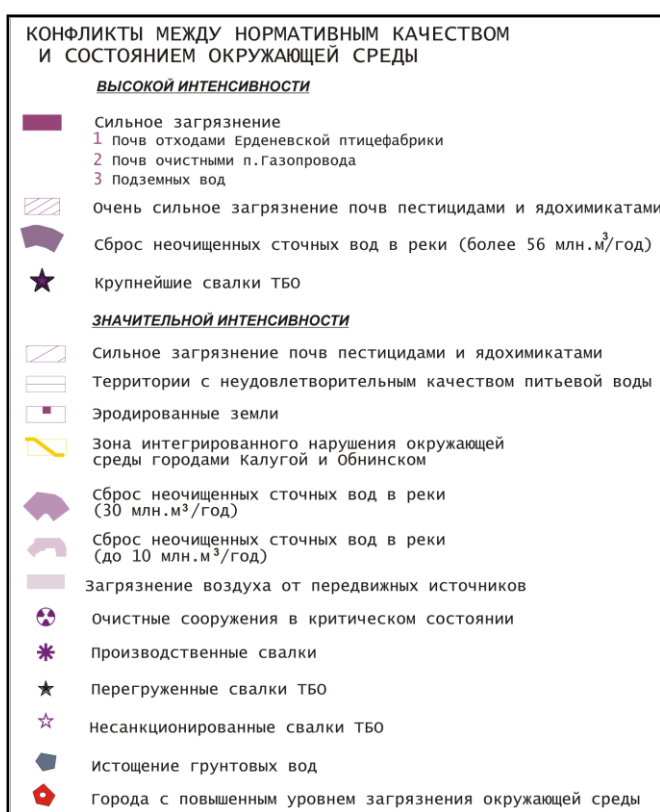 КОНФЛИКТЫ МЕЖДУ НОРМАТИВНЫМ КАЧЕСТВОМ
И СОСТОЯНИЕМ ОКРУЖАЮЩЕЙ СРЕДЫ
ВЫСОКОЙ ИНТЕНСИВНОСТИ
Сильное загрязнение
1 Почв отходами Ерденевской птицефабрики
2 Почв очистными п.Газопровода
3 Подземных вод
Очень сильное загрязнение почв пестицидами и ядохимикатами
Сброс неочищенных сточных вод в реки (более 56 млн.м³/год)
Крупнейшие свалки ТБО
ЗНАЧИТЕЛЬНОЙ ИНТЕНСИВНОСТИ
Сильное загрязнение почв пестицидами и ядохимикатами
Территории с неудовлетворительным качеством питьевой воды
Эродированные земли
Зона интегрированного нарушения окружающей
среды городами Калугой и Обнинском
Сброс неочищенных сточных вод в реки
(30 млн.м³/год)
Сброс неочищенных сточных вод в реки
(до 10 млн.м³/год)
Загрязнение воздуха от передвижных источников
Очистные сооружения в критическом состоянии
Производственные свалки
Перегруженные свалки ТБО
Несанкционированные свалки ТБО
Истощение грунтовых вод
Города с повышенным уровнем загрязнения окружающей среды